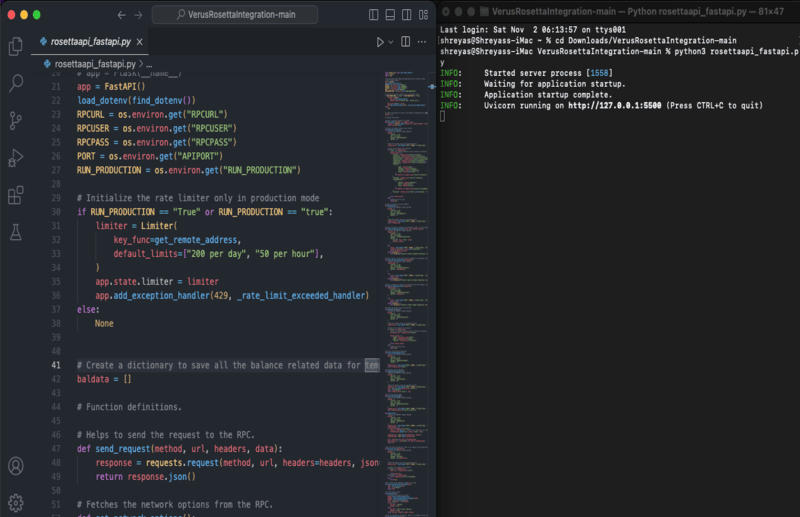 VerusRosettaIntegration-main
rosettaapi_fastapi.py ×
rosettaapi_fastapi.py > ...
20 # app = Flask(__name__)
21 app = FastAPI()
22 load_dotenv(find_dotenv())
23 RPCURL = os.environ.get("RPCURL")
24 RPCUSER = os.environ.get("RPCUSER")
25 RPCPASS = os.environ.get("RPCPASS")
26 PORT = os.environ.get("APIPORT")
27 RUN_PRODUCTION = os.environ.get("RUN_PRODUCTION")
28
29 # Initialize the rate limiter only in production mode
30 if RUN_PRODUCTION == "True" or RUN_PRODUCTION == "true":
31 limiter = Limiter(
32 key_func=get_remote_address,
33 default_limits=["200 per day", "50 per hour"],
34 )
35 app.state.limiter = limiter
36 app.add_exception_handler(429, _rate_limit_exceeded_handler)
37 else:
38 None
39
40
41 # Create a dictionary to save all the balance related data for tem
42 baldata = []
43
44 # Function definitions.
45
46 # Helps to send the request to the RPC.
47 def send_request(method, url, headers, data):
48 response = requests.request(method, url, headers=headers, json
49 return response.json()
50
51 # Fetches the network options from the RPC.
52 def get_network_options():
VerusRosettaIntegration-main — Python rosettaapi_fastapi.py — 81×47
Last login: Sat Nov 2 06:13:57 on ttys001
[shreyas@Shreyass-iMac ~ % cd Downloads/VerusRosettaIntegration-main
[shreyas@Shreyass-iMac VerusRosettaIntegration-main % python3 rosettaapi_fastapi.p
y
INFO: Started server process [1558]
INFO: Waiting for application startup.
INFO: Application startup complete.
INFO: Uvicorn running on http://127.0.0.1:5500 (Press CTRL+C to quit)